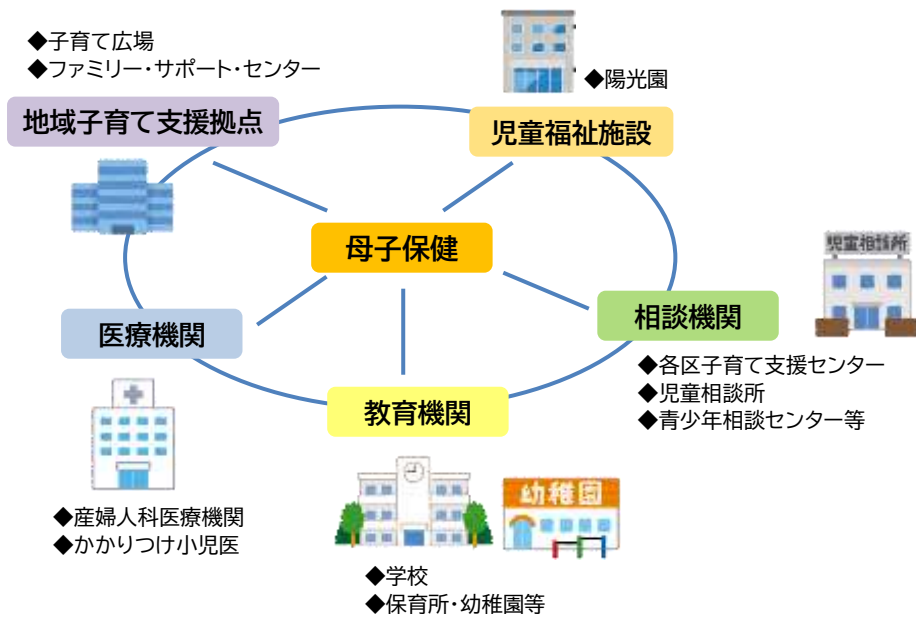 ◆子育て広場
◆ファミリー・サポート・センター
地域子育て支援拠点
◆陽光園
児童福祉施設
母子保健
児童相談所
医療機関
相談機関
◆各区子育て支援センター
◆児童相談所
◆青少年相談センター等
教育機関
幼稚園
◆産婦人科医療機関
◆かかりつけ小児医
◆学校
◆保育所・幼稚園等